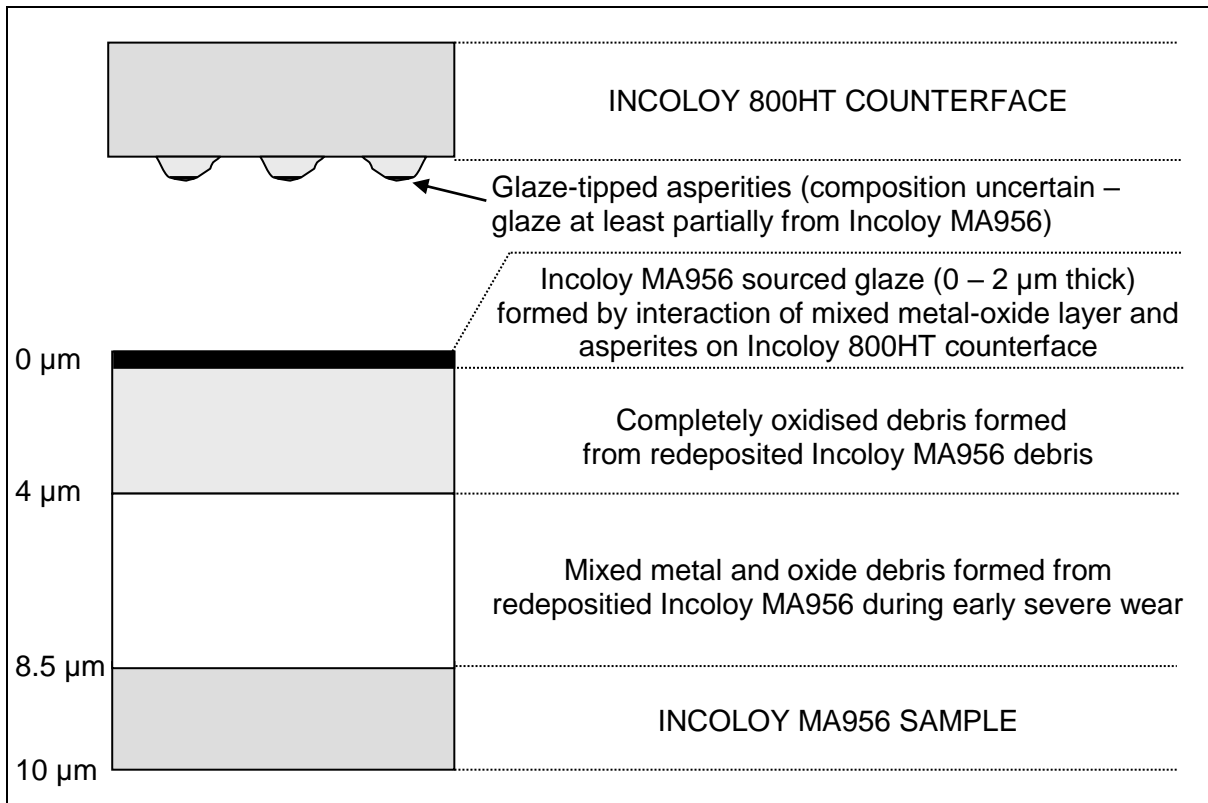 INCOLOY 800HT COUNTERFACE
Glaze-tipped asperities (composition uncertain –
glaze at least partially from Incoloy MA956)
Incoloy MA956 sourced glaze (0 – 2 µm thick)
formed by interaction of mixed metal-oxide layer and
asperites on Incoloy 800HT counterface
0 µm
Completely oxidised debris formed
from redeposited Incoloy MA956 debris
4 µm
Mixed metal and oxide debris formed from
redepositied Incoloy MA956 during early severe wear
8.5 µm
INCOLOY MA956 SAMPLE
10 µm